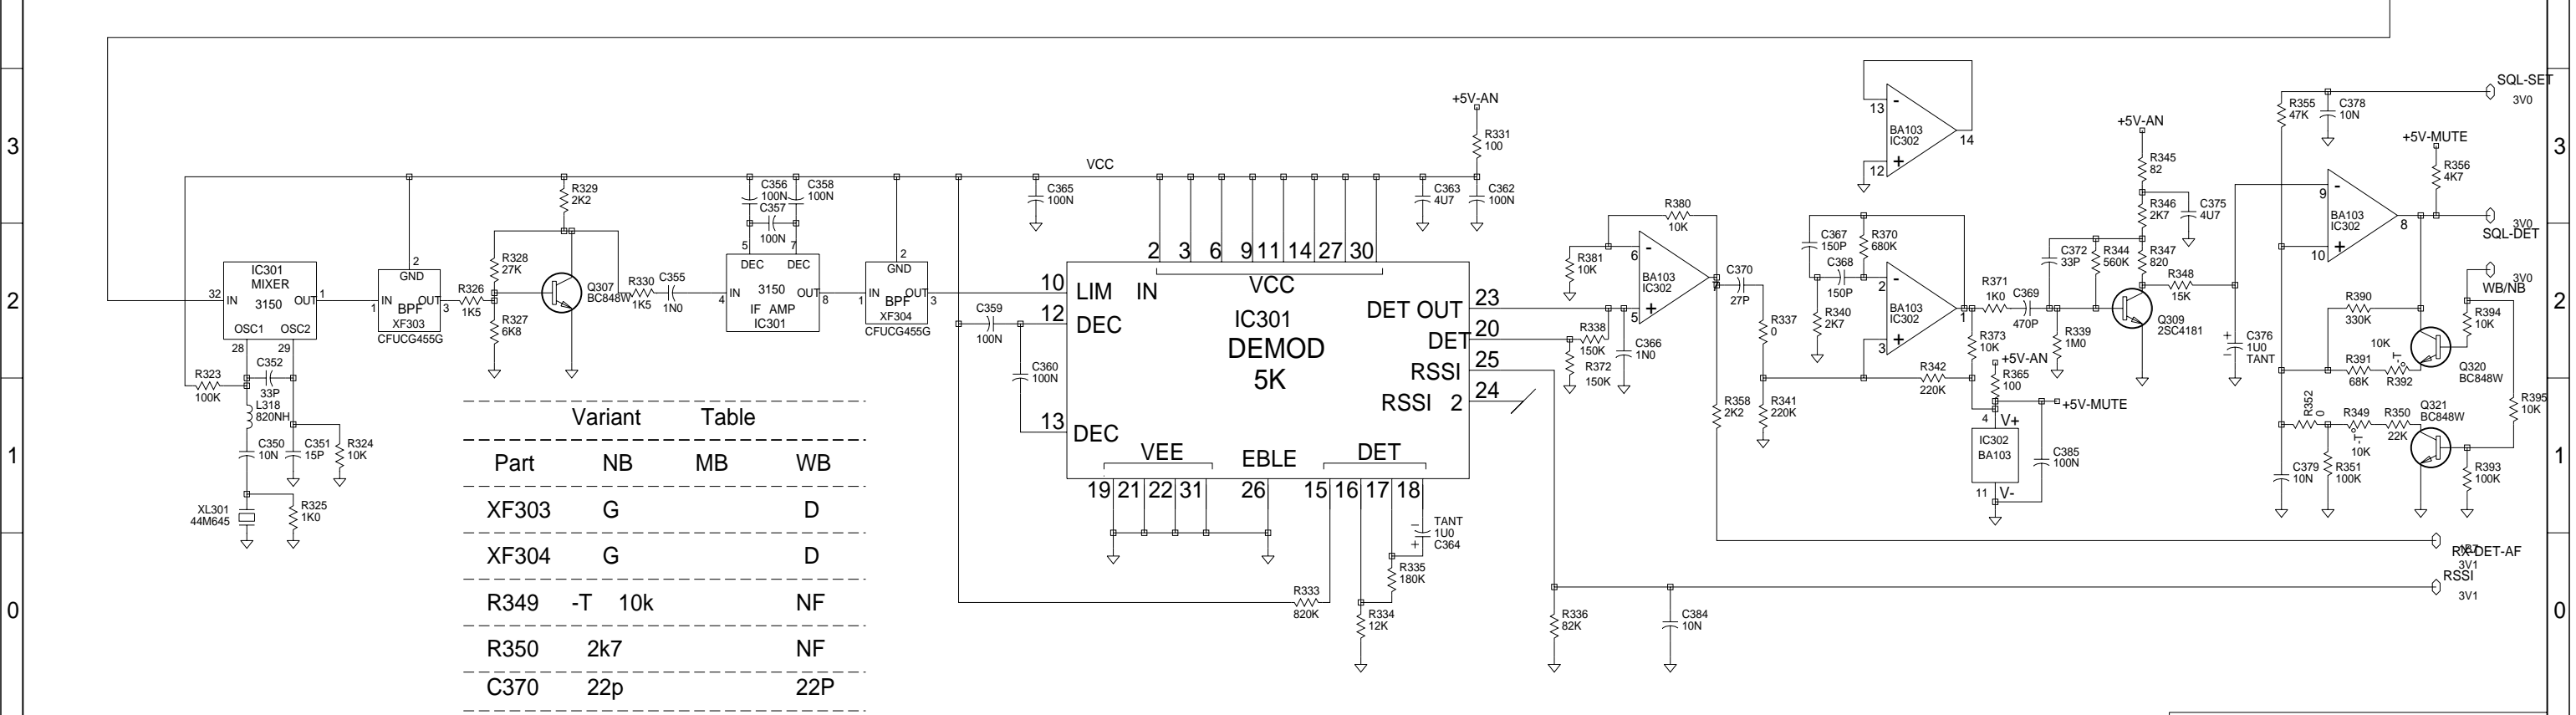 SQL-SET
3V0
R355
47K
C378
10N
+5V-MUTE
R356
4K7
+5V-AN
R331
100
VCC
13
-
BA103
IC302
14
12
+
+5V-AN
R345
82
R346
2K7
C375
4U7
3
3
R329
2K2
C356
100N
C358
100N
C357
100N
C365
100N
C363
4U7
C362
100N
R380
10K
C367
150P
R370
680K
C368
150P
C372
33P
R344
560K
R347
820
R348
15K
9
-
BA103
IC302
8
10
+
3V0
SQL-DET
3V0
WB/NB
IC301
MIXER
3150
32
IN
OUT
1
OSC1
OSC2
28
29
2
GND
IN
OUT
BPF
1
3
XF303
CFUCG455G
R326
1K5
R328
27K
R327
6K8
Q307
BC848W
R330
1K5
C355
1N0
5
7
DEC
DEC
3150
4
IN
OUT
8
IF AMP
IC301
2
GND
IN
OUT
BPF
1
3
XF304
CFUCG455G
2
3
6
9
11
14
27
30
VCC
10
LIM IN
12
DEC
13
DEC
IC301
DEMOD
5K
DET OUT
23
DET
20
RSSI
25
RSSI 2
24
VEE
EBLE
DET
19
21
22
31
26
15
16
17
18
C359
100N
C360
100N
R381
10K
6
-
BA103
IC302
5
+
R338
150K
R372
150K
C366
1N0
C370
27P
R337
0
R340
2K7
2
-
BA103
IC302
1
3
+
R371
1K0
C369
470P
R373
10K
R339
1M0
Q309
2SC4181
+
-
C376
1U0
TANT
R390
330K
R394
10K
10K
-T°
R391
68K
R392
Q320
BC848W
2
2
R323
100K
C352
33P
L318
820NH
C350
10N
C351
15P
R324
10K
XL301
44M645
R325
1K0
R358
2K2
R341
220K
R342
220K
+5V-AN
R365
100
+5V-MUTE
4
V+
IC302
BA103
11
V-
C385
100N
R352
0
R349
-T°
10K
R350
22K
Q321
BC848W
R395
10K
C379
10N
R351
100K
R393
100K
1
1
TANT
1U0
C364
-
+
R335
180K
R333
820K
R334
12K
R336
82K
C384
10N
RX-DET-AF
3V1
RSSI
3V1
0
0
Variant Table
Part NB MB WB
XF303 G D
XF304 G D
R349 -T 10k NF
R350 2k7 NF
C370 22p 22P